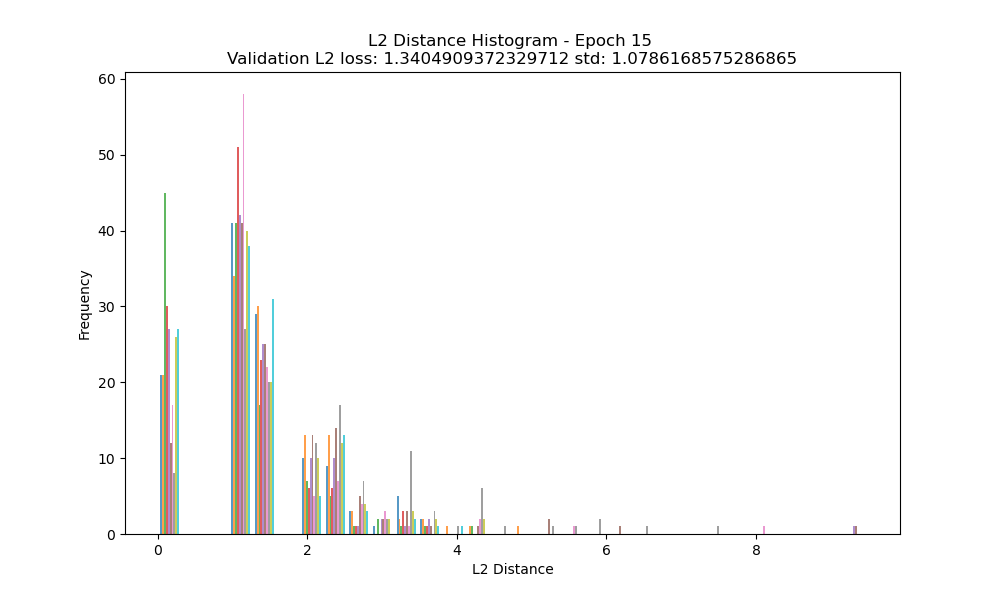 L2 Distance Histogram - Epoch 15
Validation L2 loss: 1.3404909372329712 std: 1.0786168575286865
60
50
40
30
20
10
0
Frequency
0 2 4 6 8
L2 Distance